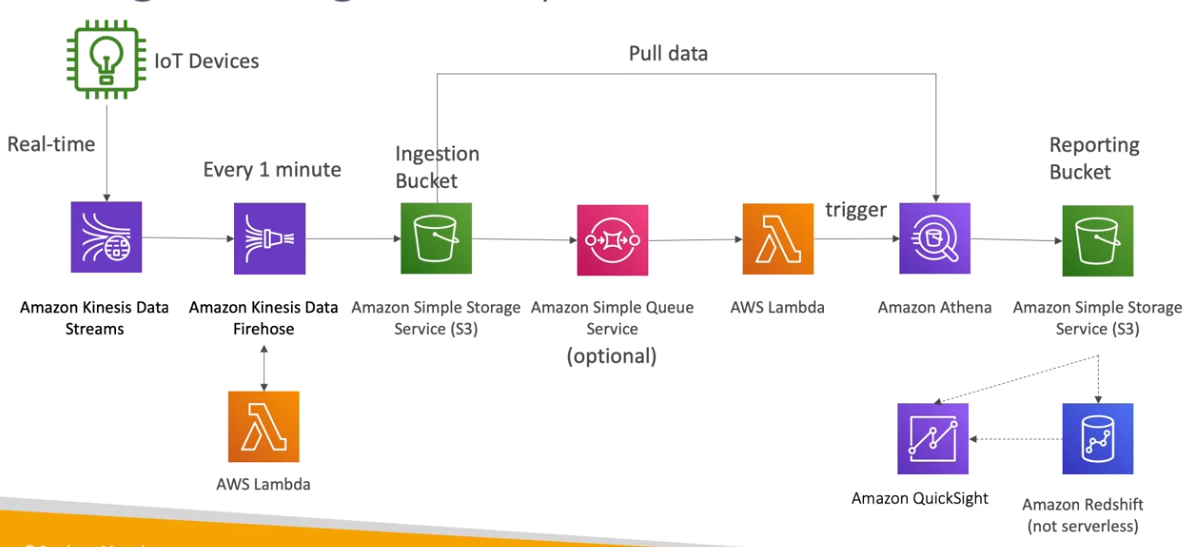 IoT Devices
Pull data
Real-time
Every 1 minute
Ingestion
Bucket
trigger
Reporting
Bucket
Amazon Kinesis Data
Streams
Amazon Kinesis Data
Firehose
Amazon Simple Storage
Service (S3)
Amazon Simple Queue
Service
(optional)
AWS Lambda
Amazon Athena
Amazon Simple Storage
Service (S3)
AWS Lambda
Amazon QuickSight
Amazon Redshift
(not serverless)